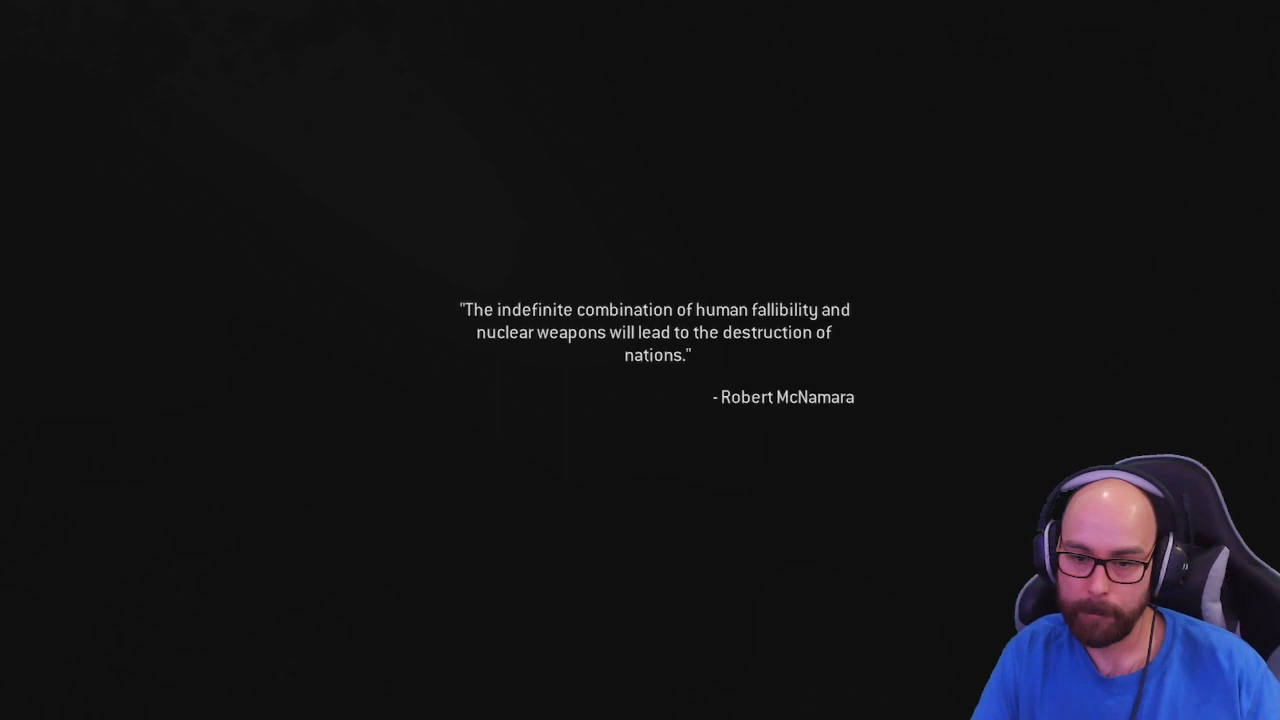 "The indefinite combination of human fallibility and
nuclear weapons will lead to the destruction of
nations."
- Robert McNamara